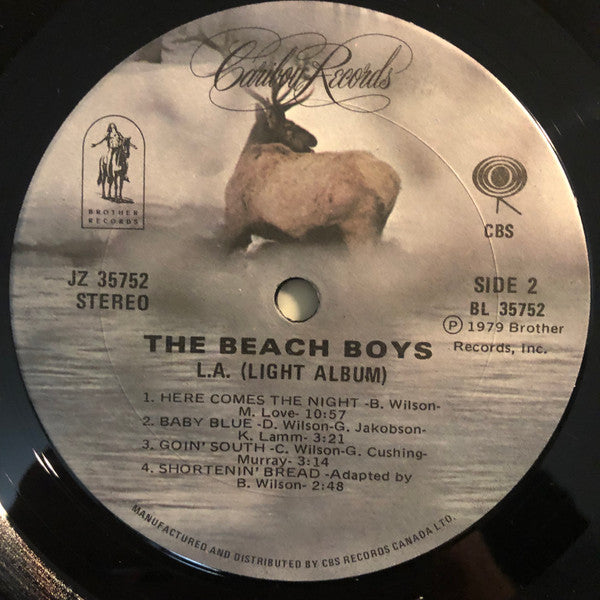 Caribou Records
BROTHER
RECORDS
CBS
JZ 35752
STEREO
SIDE 2
BL 35752
Ⓟ 1979 Brother
Records, Inc.
THE BEACH BOYS
L.A. (LIGHT ALBUM)
1. HERE COMES THE NIGHT -B. Wilson-
M. Love- 10:57
2. BABY BLUE -D. Wilson-G. Jakobson-
K. Lamm- 3:21
3. GOIN' SOUTH -C. Wilson-G. Cushing-
Murray- 3:14
4. SHORTENIN' BREAD -Adapted by
B. Wilson- 2:48
MANUFACTURED AND DISTRIBUTED BY CBS RECORDS CANADA LTD.